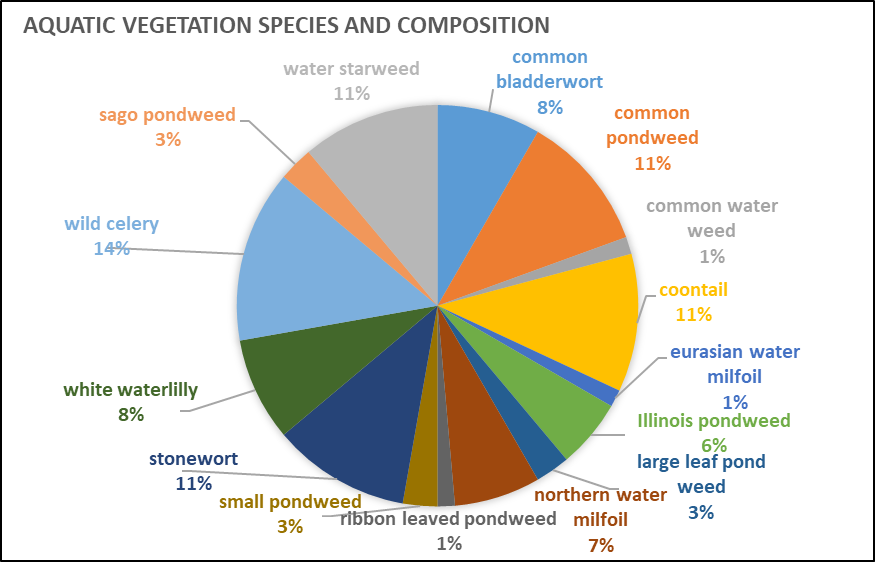 AQUATIC VEGETATION SPECIES AND COMPOSITION
common
bladderwort
8%
common
pondweed
11%
common water
weed
1%
coontail
11%
eurasian water
milfoil
1%
Illinois pondweed
6%
large leaf pond
weed
3%
northern water
milfoil
7%
ribbon leaved pondweed
1%
small pondweed
3%
stonewort
11%
white waterlilly
8%
wild celery
14%
sago pondweed
3%
water starweed
11%